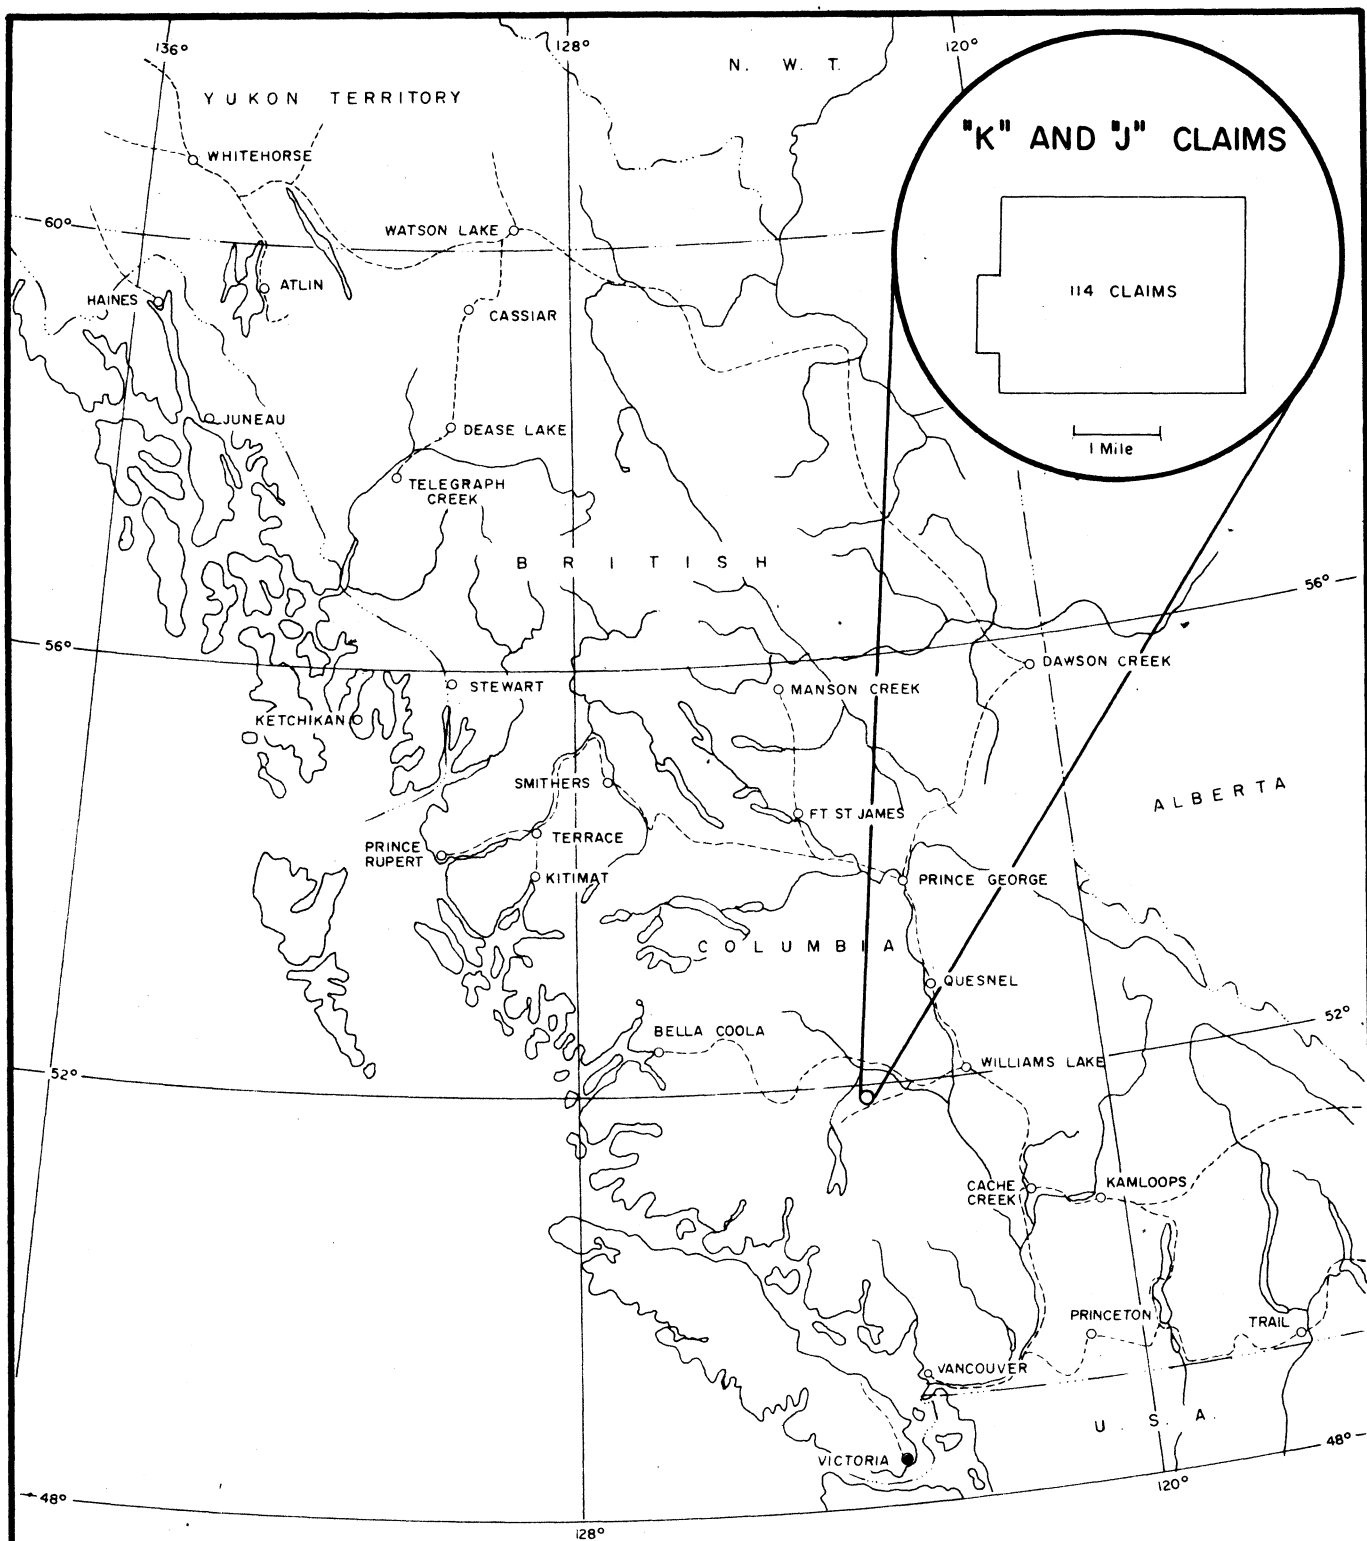 136°
128°
120°
N. W. T.
YUKON TERRITORY
"K" AND "J" CLAIMS
WHITEHORSE
60°
WATSON LAKE
ATLIN
HAINES
CASSIAR
114 CLAIMS
JUNEAU
DEASE LAKE
1 Mile
TELEGRAPH
CREEK
BRITISH
56°
56°
DAWSON CREEK
STEWART
MANSON CREEK
KETCHIKAN
SMITHERS
ALBERTA
FT ST JAMES
TERRACE
PRINCE
RUPERT
KITIMAT
PRINCE GEORGE
COLUMBIA
QUESNEL
52°
BELLA COOLA
WILLIAMS LAKE
52°
CACHE
CREEK
KAMLOOPS
PRINCETON
TRAIL
VANCOUVER
U. S. A.
48°
VICTORIA
120°
48°
128°